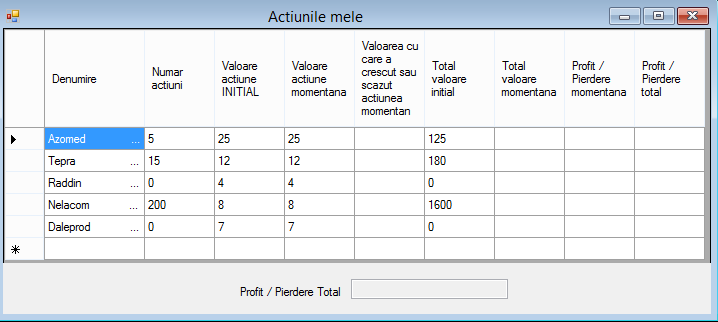 Actiunile mele
Denumire Numar actiuni Valoare actiune INITIAL Valoare actiune momentana Valoarea cu care a crescut sau scazut actiunea momentan Total valoare initial Total valoare momentana Profit / Pierdere momentana Profit / Pierdere total
Azomed ... 5 25 25 125
Tepra ... 15 12 12 180
Raddin ... 0 4 4 0
Nelacom ... 200 8 8 1600
Daleprod ... 0 7 7 0
Profit / Pierdere Total